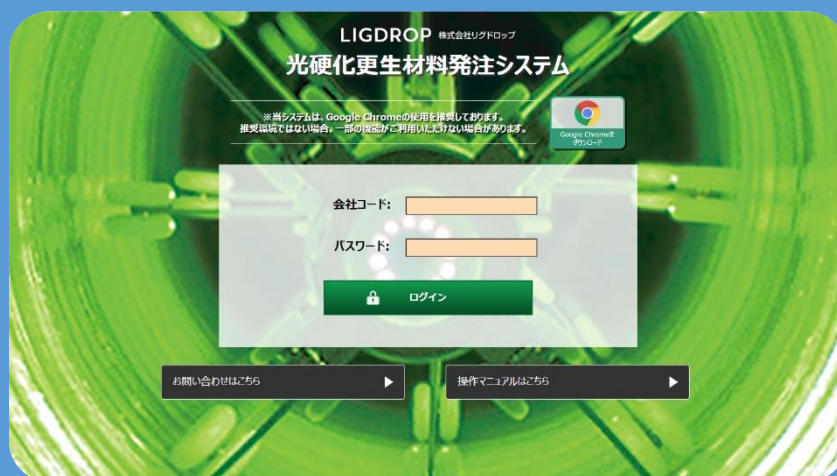 LIGDROP 株式会社リグドロップ
光硬化更生材料発注システム
※当システムは、Google Chromeの使用を推奨しております。
推奨環境ではない場合、一部の機能がご利用いただけない場合があります。
Google Chromeを
ダウンロード
会社コード:
パスワード:
ログイン
お問い合わせはこちら
操作マニュアルはこちら